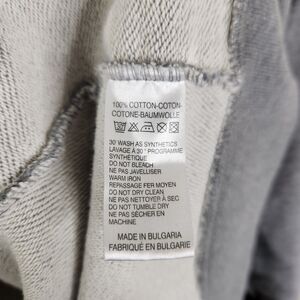 100% COTTON-COTON-
COTONE-BAUMWOLLE
30° WASH AS SYNTHETICS
LAVAGE À 30° PROGRAMME
SYNTHÉTIQUE
DO NOT BLEACH
NE PAS JAVELLISER
WARM IRON
REPASSAGE FER MOYEN
DO NOT DRY CLEAN
NE PAS NETTOYER À SEC
DO NOT TUMBLE DRY
NE PAS SÉCHER EN
MACHINE
MADE IN BULGARIA
FABRIQUÉ EN BULGARIE